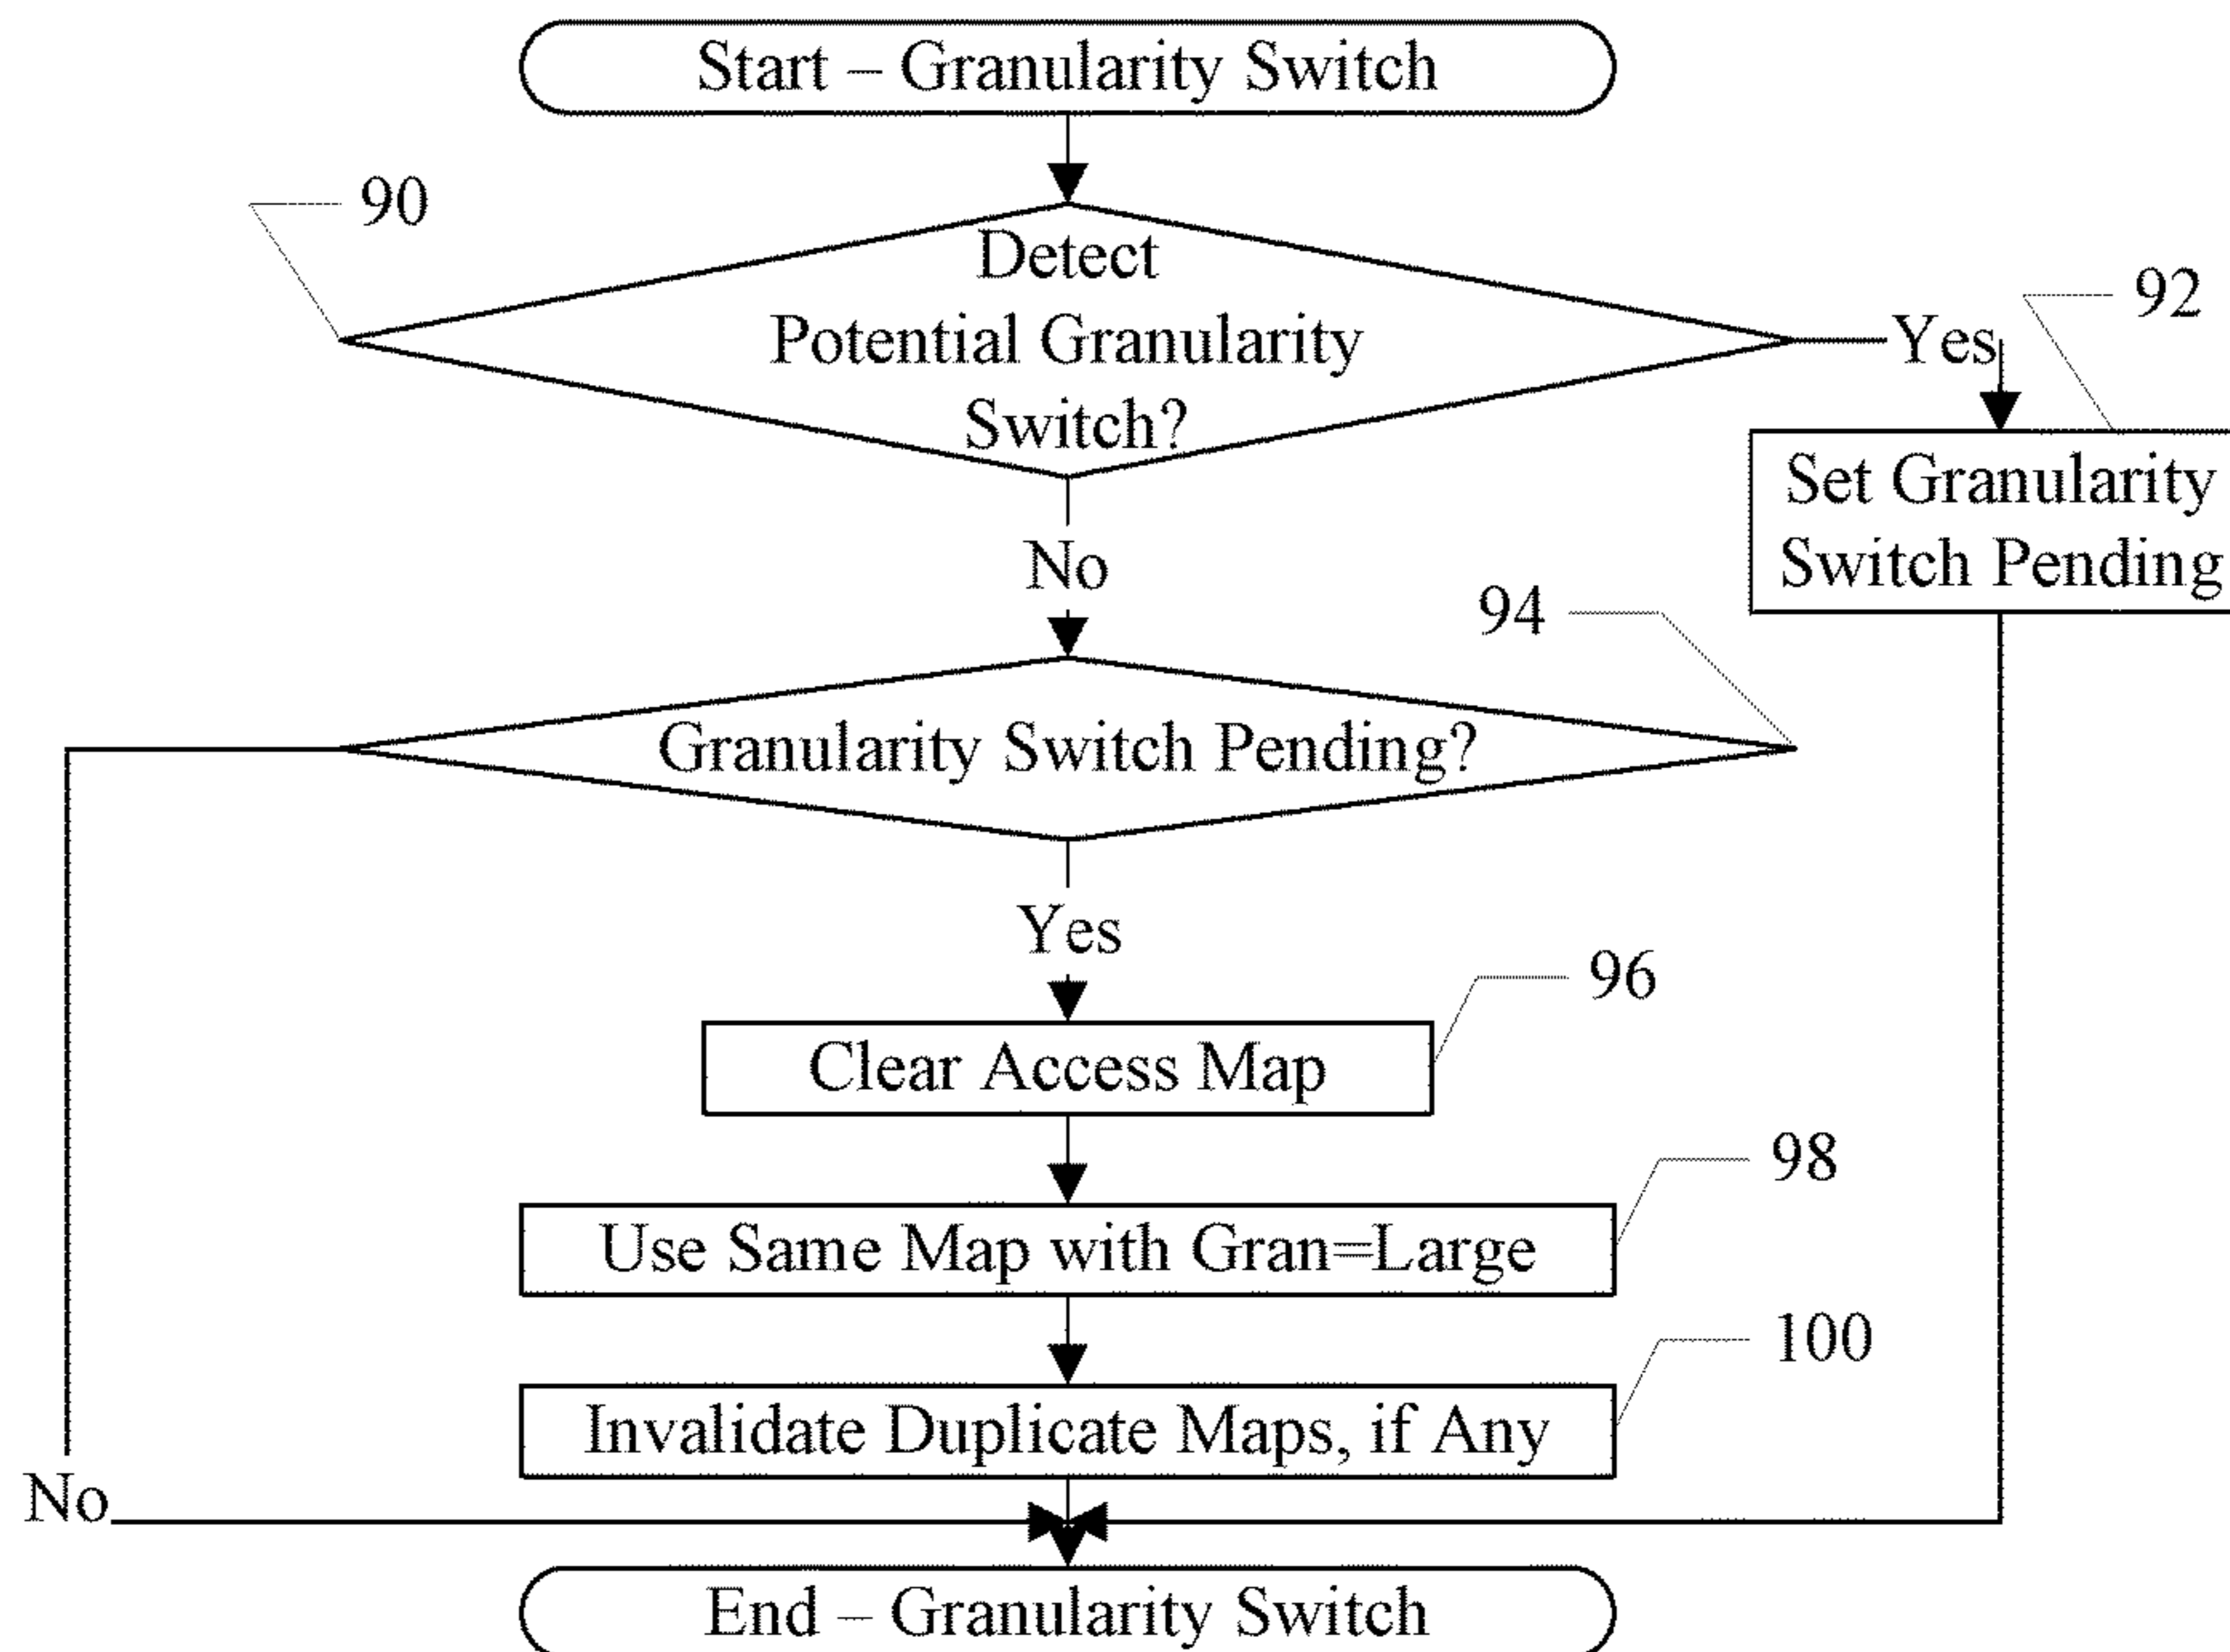 Start – Granularity Switch
90
Detect
Potential Granularity
Switch?
Yes
92
Set Granularity
Switch Pending
No
94
Granularity Switch Pending?
Yes
96
Clear Access Map
98
Use Same Map with Gran=Large
100
Invalidate Duplicate Maps, if Any
No
End – Granularity Switch